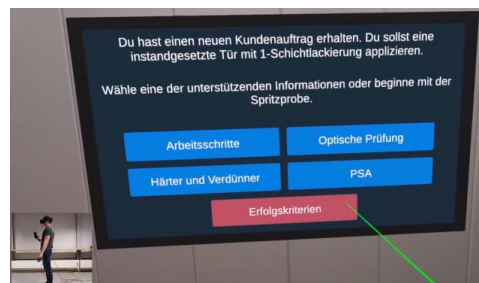 Du hast einen neuen Kundenauftrag erhalten. Du sollst eine
instandgesetzte Tür mit 1-Schichtlackierung applizieren.
Wähle eine der unterstützenden Informationen oder beginne mit der
Spritzprobe.
Arbeitsschritte
Optische Prüfung
Härter und Verdünner
PSA
Erfolgskriterien